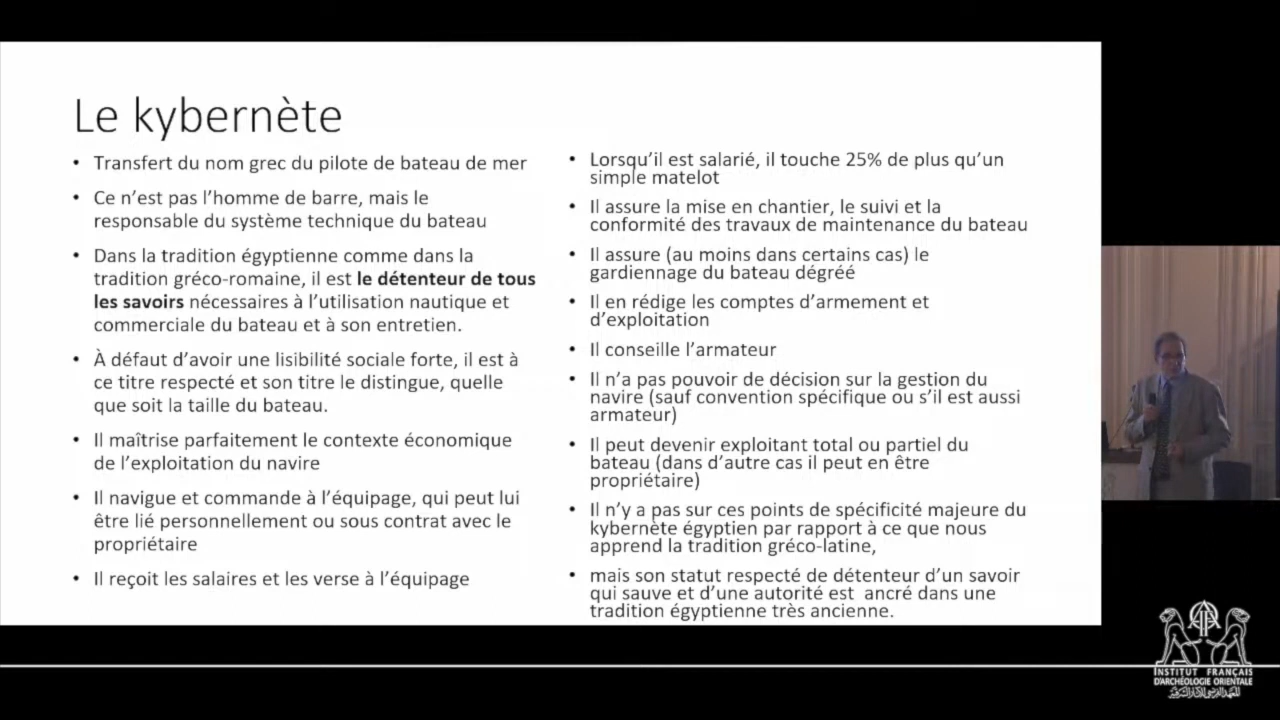 Le kybernète
• Transfert du nom grec du pilote de bateau de mer
• Ce n’est pas l’homme de barre, mais le
responsable du système technique du bateau
• Dans la tradition égyptienne comme dans la
tradition gréco-romaine, il est le détenteur de tous
les savoirs nécessaires à l’utilisation nautique et
commerciale du bateau et à son entretien.
• À défaut d’avoir une lisibilité sociale forte, il est à
ce titre respecté et son titre le distingue, quelle
que soit la taille du bateau.
• Il maîtrise parfaitement le contexte économique
de l’exploitation du navire
• Il navigue et commande à l’équipage, qui peut lui
être lié personnellement ou sous contrat avec le
propriétaire
• Il reçoit les salaires et les verse à l’équipage
• Lorsqu’il est salarié, il touche 25% de plus qu’un
simple matelot
• Il assure la mise en chantier, le suivi et la
conformité des travaux de maintenance du bateau
• Il assure (au moins dans certains cas) le
gardiennage du bateau dégréé
• Il en rédige les comptes d’armement et
d’exploitation
• Il conseille l’armateur
• Il n’a pas pouvoir de décision sur la gestion du
navire (sauf convention spécifique ou s’il est aussi
armateur)
• Il peut devenir exploitant total ou partiel du
bateau (dans d’autre cas il peut en être
propriétaire)
• Il n’y a pas sur ces points de spécificité majeure du
kybernète égyptien par rapport à ce que nous
apprend la tradition gréco-latine,
• mais son statut respecté de détenteur d’un savoir
qui sauve et d’une autorité est ancré dans une
tradition égyptienne très ancienne.
INSTITUT FRANÇAIS
D'ARCHÉOLOGIE ORIENTALE